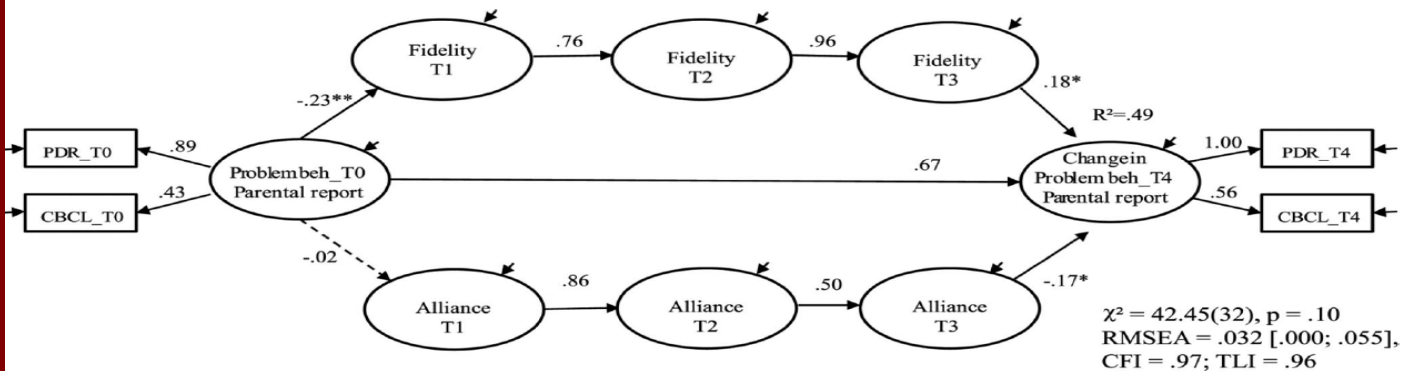 Fidelity
T1
.76
Fidelity
T2
.96
Fidelity
T3
-.23**
.18*
R²=.49
PDR_T0
.89
CBCL_T0
.43
Problembeh_T0
Parental report
.67
Changein
Problem beh_T4
Parental report
1.00
PDR_T4
.56
CBCL_T4
-.02
Alliance
T1
.86
Alliance
T2
.50
Alliance
T3
-.17*
χ² = 42.45(32), p = .10
RMSEA = .032 [.000; .055],
CFI = .97; TLI = .96